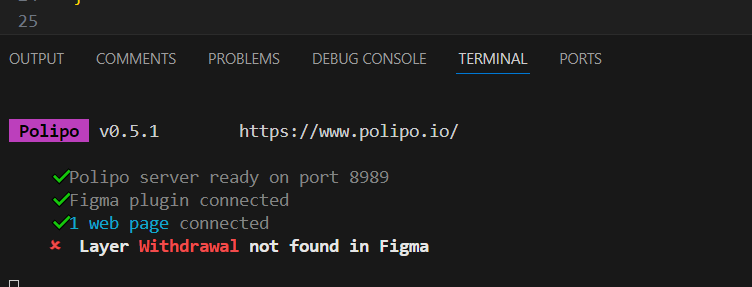 25
OUTPUT COMMENTS PROBLEMS DEBUG CONSOLE TERMINAL PORTS
Polipo v0.5.1 https://www.polipo.io/
✔Polipo server ready on port 8989
✔Figma plugin connected
✔1 web page connected
✖ Layer Withdrawal not found in Figma